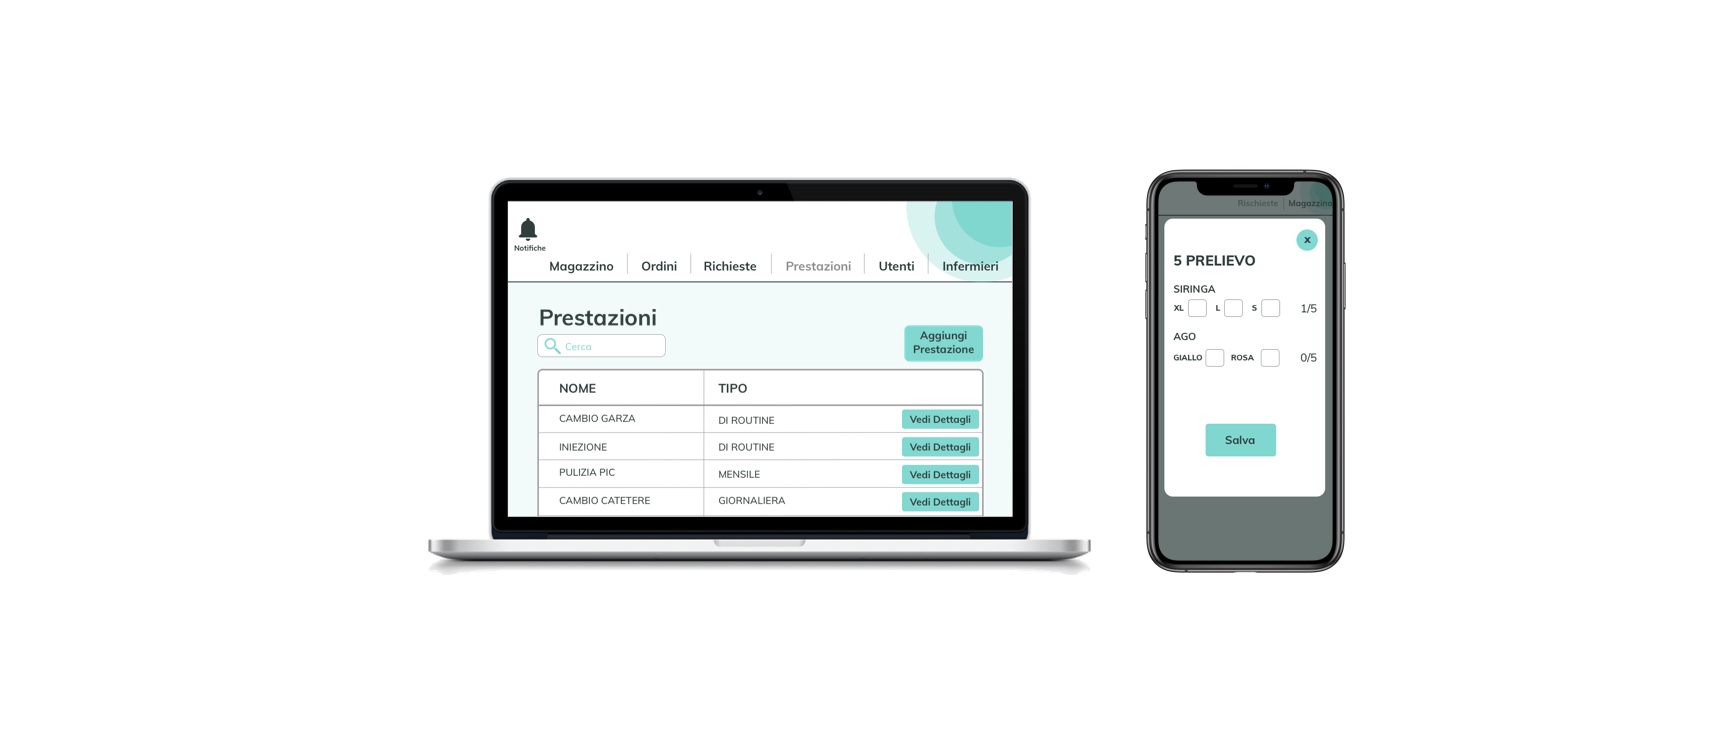 Notifiche
Magazzino Ordini Richieste Prestazioni Utenti Infermieri
Prestazioni
Cerca
Aggiungi
Prestazione
NOME TIPO
CAMBIO GARZA DI ROUTINE Vedi Dettagli
INIEZIONE DI ROUTINE Vedi Dettagli
PULIZIA PIC MENSILE Vedi Dettagli
CAMBIO CATETERE GIORNALIERA Vedi Dettagli
Rischieste Magazzino
X
5 PRELIEVO
SIRINGA
XL L S 1/5
AGO
GIALLO ROSA 0/5
Salva